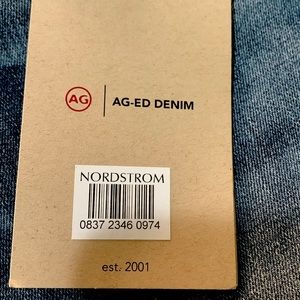 AG
AG-ED DENIM
NORDSTROM
0837 2346 0974
est. 2001